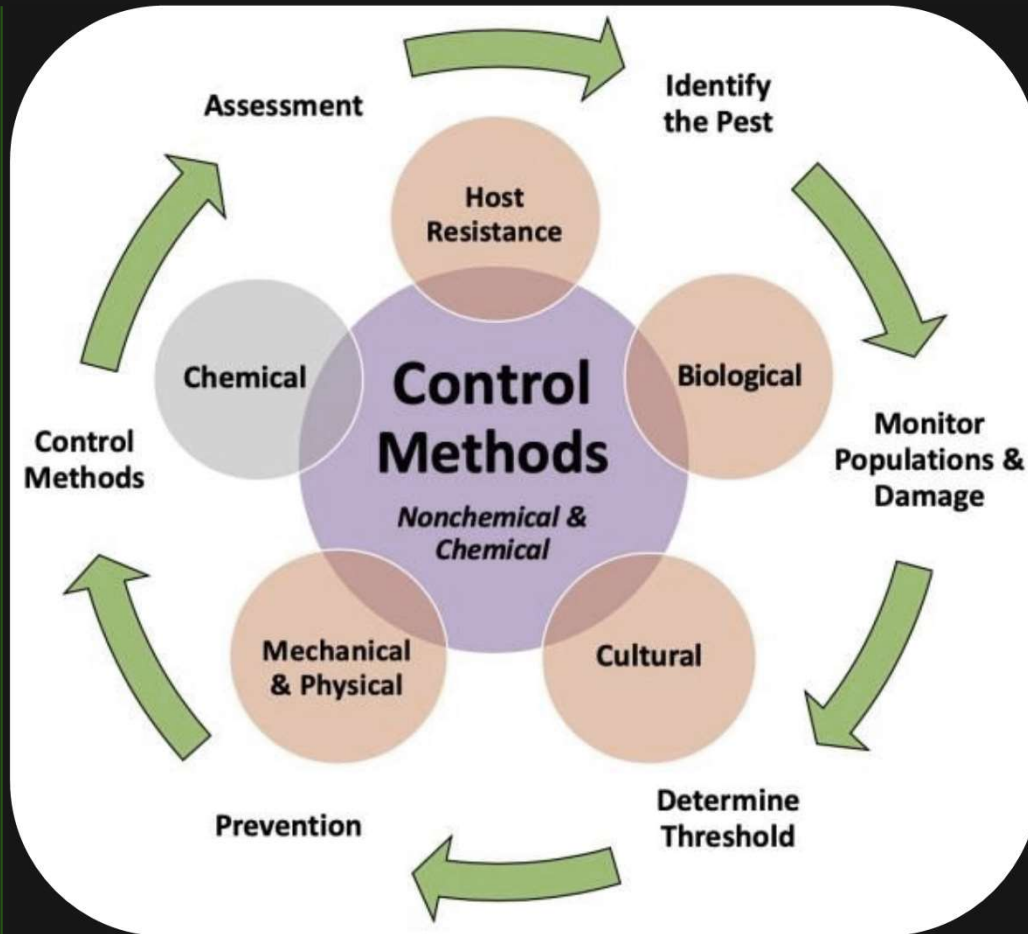 Assessment
Identify
the Pest
Host
Resistance
Chemical
Control
Methods
Nonchemical &
Chemical
Biological
Monitor
Populations &
Damage
Control
Methods
Mechanical
& Physical
Cultural
Determine
Threshold
Prevention